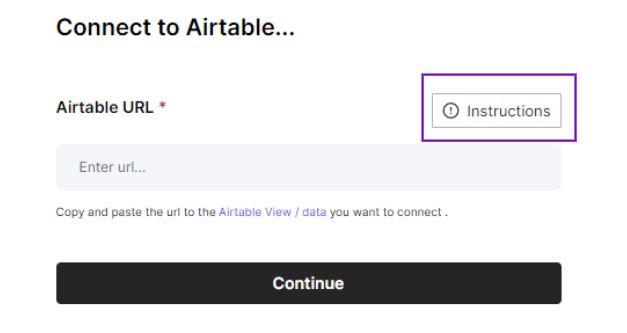 Connect to Airtable...
Airtable URL *
Instructions
Enter url...
Copy and paste the url to the Airtable View / data you want to connect .
Continue